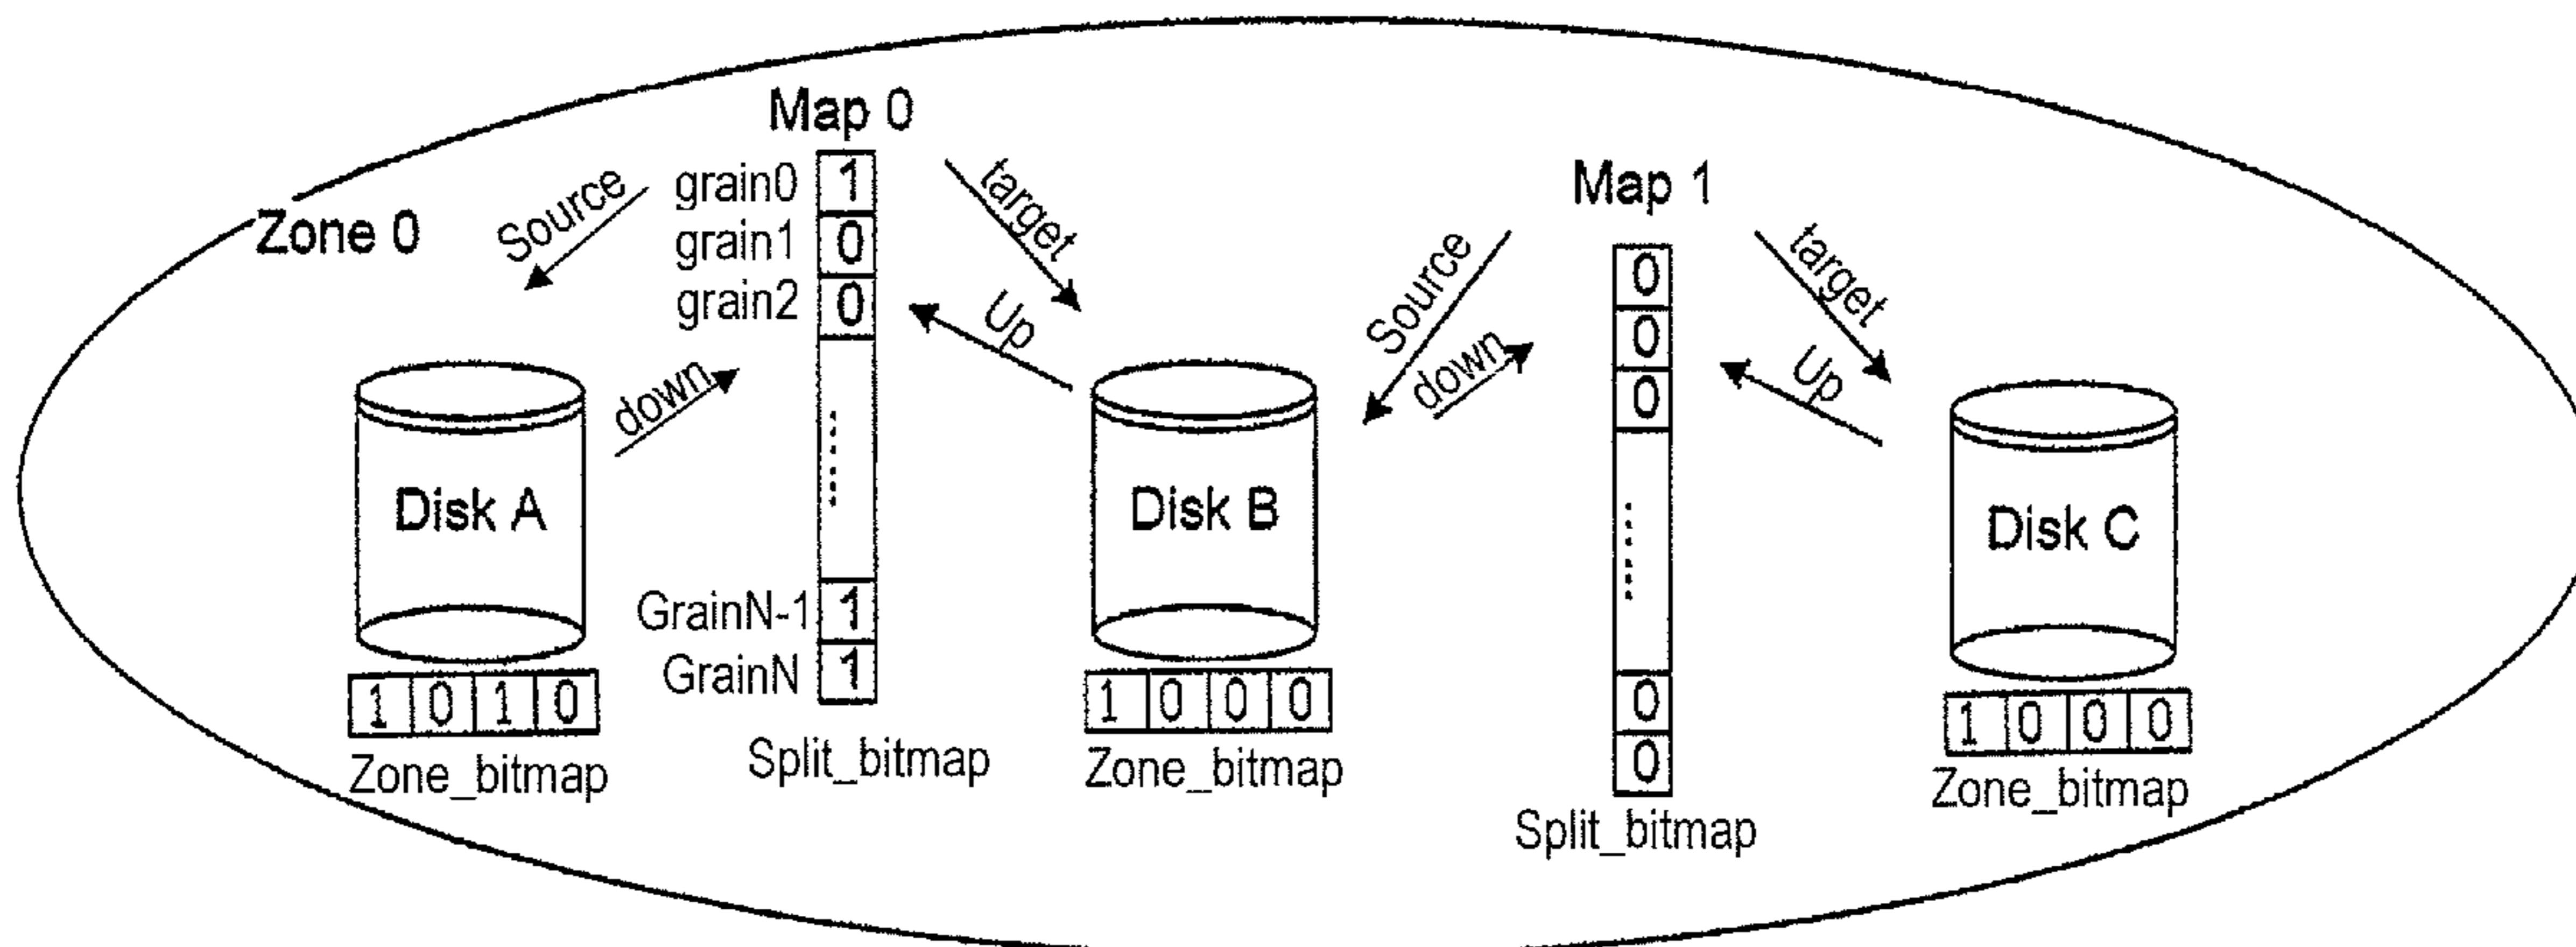 Zone 0
Source
down
Disk A
1 0 1 0
Zone_bitmap
Map 0
grain0 1
grain1 0
grain2 0
......
GrainN-1 1
GrainN 1
Split_bitmap
target
Up
Disk B
1 0 0 0
Zone_bitmap
Source
down
Map 1
0
0
0
......
0
0
Split_bitmap
target
Up
Disk C
1 0 0 0
Zone_bitmap